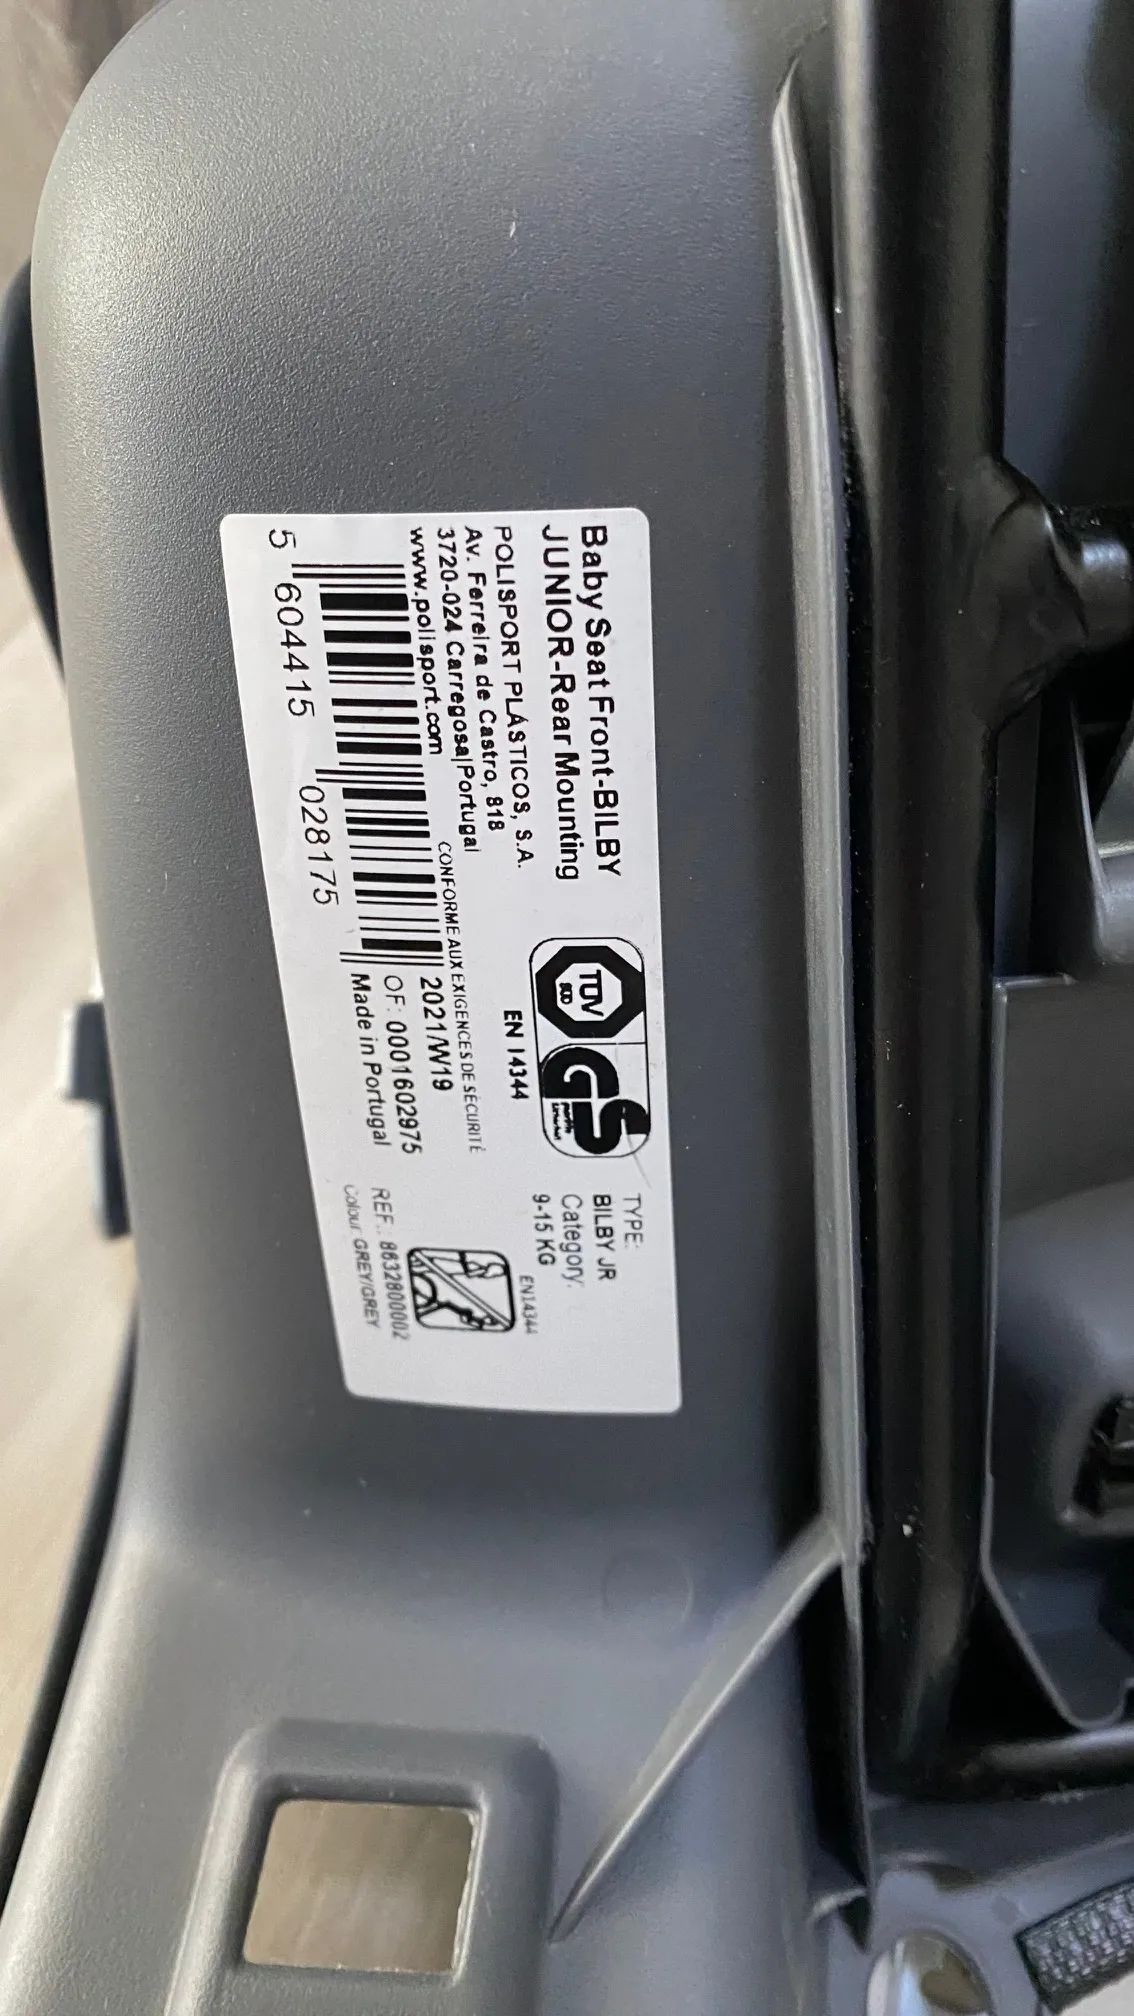 Baby Seat Front-BILBY
JUNIOR-Rear Mounting
POLISPORT PLÁSTICOS, S.A.
Av. Ferreira de Castro, 818
3720-024 Carregosa|Portugal
www.polisport.com
5 604415 028175
TÜV
SÜD
GS
EN 14344
CONFORME AUX EXIGENCES DE SÉCURITÉ
2021/W19
OF: 0001602975
Made in Portugal
TYPE:
BILBY JR
Category:
9-15 KG
EN14344
REF.: 8632800002
Colour: GREY/GREY